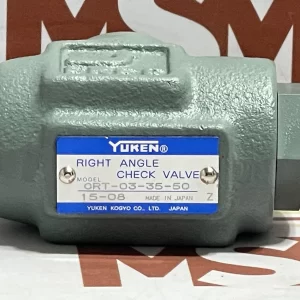 MSM
YUKEN®
RIGHT ANGLE
CHECK VALVE
MODEL
CRT-03-35-50
15-08 MADE IN JAPAN Z
YUKEN KOGYO CO., LTD. JAPAN